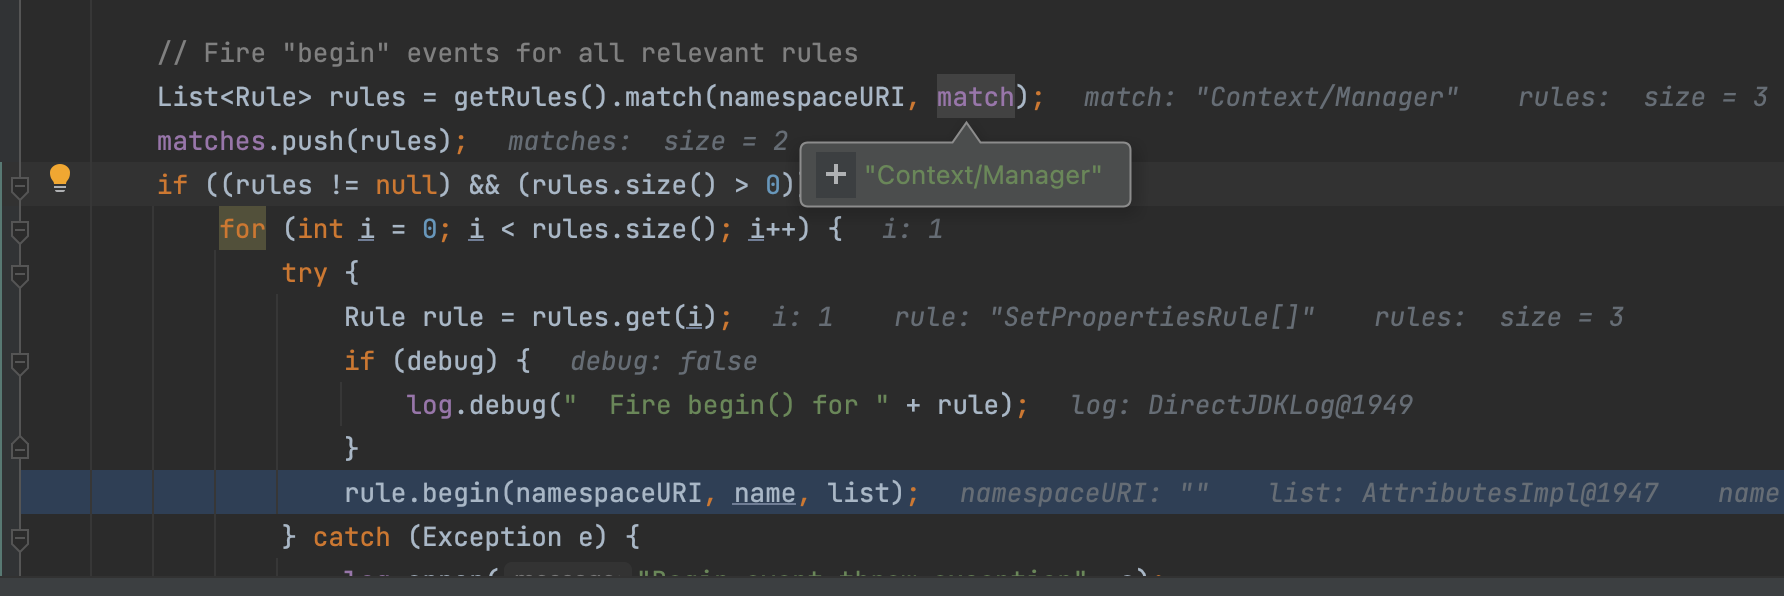 // Fire "begin" events for all relevant rules
List<Rule> rules = getRules().match(namespaceURI, match); match: "Context/Manager" rules: size = 3
matches.push(rules); matches: size = 2
if ((rules != null) && (rules.size() > 0)
+ "Context/Manager"
for (int i = 0; i < rules.size(); i++) { i: 1
try {
Rule rule = rules.get(i); i: 1 rule: "SetPropertiesRule[]" rules: size = 3
if (debug) { debug: false
log.debug(" Fire begin() for " + rule); log: DirectJDKLog@1949
}
rule.begin(namespaceURI, name, list); namespaceURI: "" list: AttributesImpl@1947 name
} catch (Exception e) {